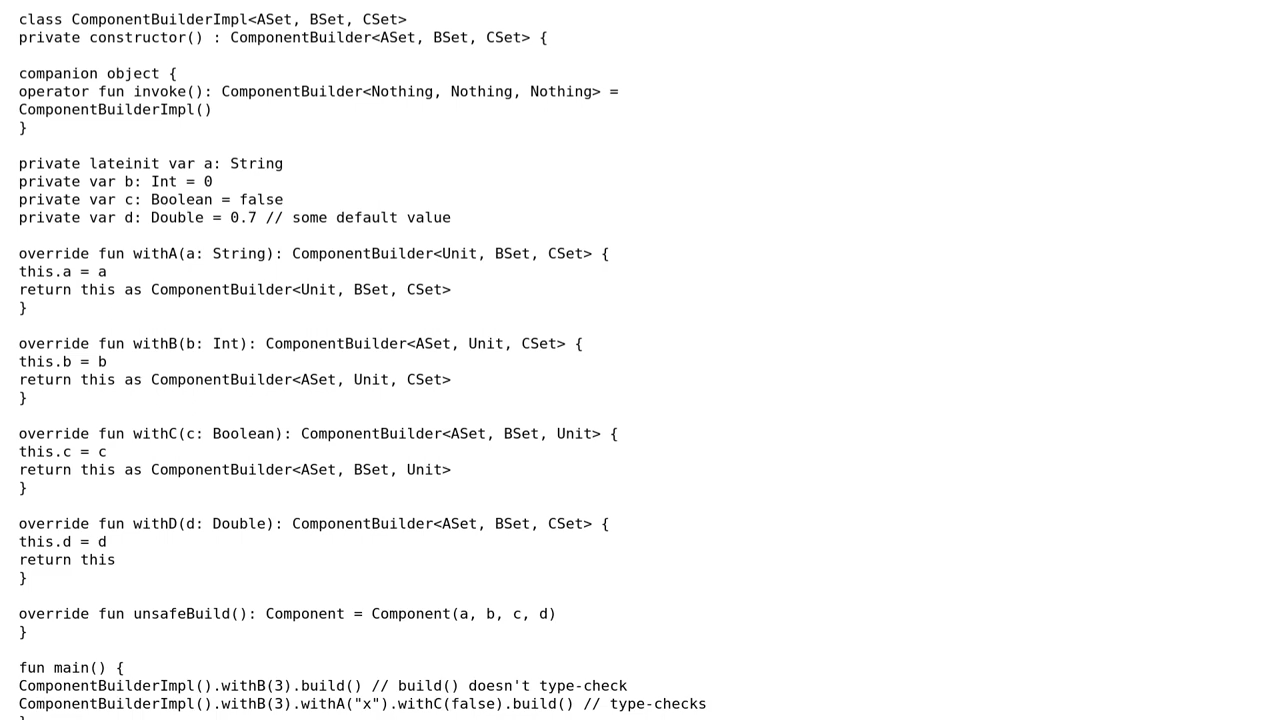 class ComponentBuilderImpl<ASet, BSet, CSet>
private constructor() : ComponentBuilder<ASet, BSet, CSet> {
companion object {
operator fun invoke(): ComponentBuilder<Nothing, Nothing, Nothing> =
ComponentBuilderImpl()
}
private lateinit var a: String
private var b: Int = 0
private var c: Boolean = false
private var d: Double = 0.7 // some default value
override fun withA(a: String): ComponentBuilder<Unit, BSet, CSet> {
this.a = a
return this as ComponentBuilder<Unit, BSet, CSet>
}
override fun withB(b: Int): ComponentBuilder<ASet, Unit, CSet> {
this.b = b
return this as ComponentBuilder<ASet, Unit, CSet>
}
override fun withC(c: Boolean): ComponentBuilder<ASet, BSet, Unit> {
this.c = c
return this as ComponentBuilder<ASet, BSet, Unit>
}
override fun withD(d: Double): ComponentBuilder<ASet, BSet, CSet> {
this.d = d
return this
}
override fun unsafeBuild(): Component = Component(a, b, c, d)
}
fun main() {
ComponentBuilderImpl().withB(3).build() // build() doesn't type-check
ComponentBuilderImpl().withB(3).withA("x").withC(false).build() // type-checks
}